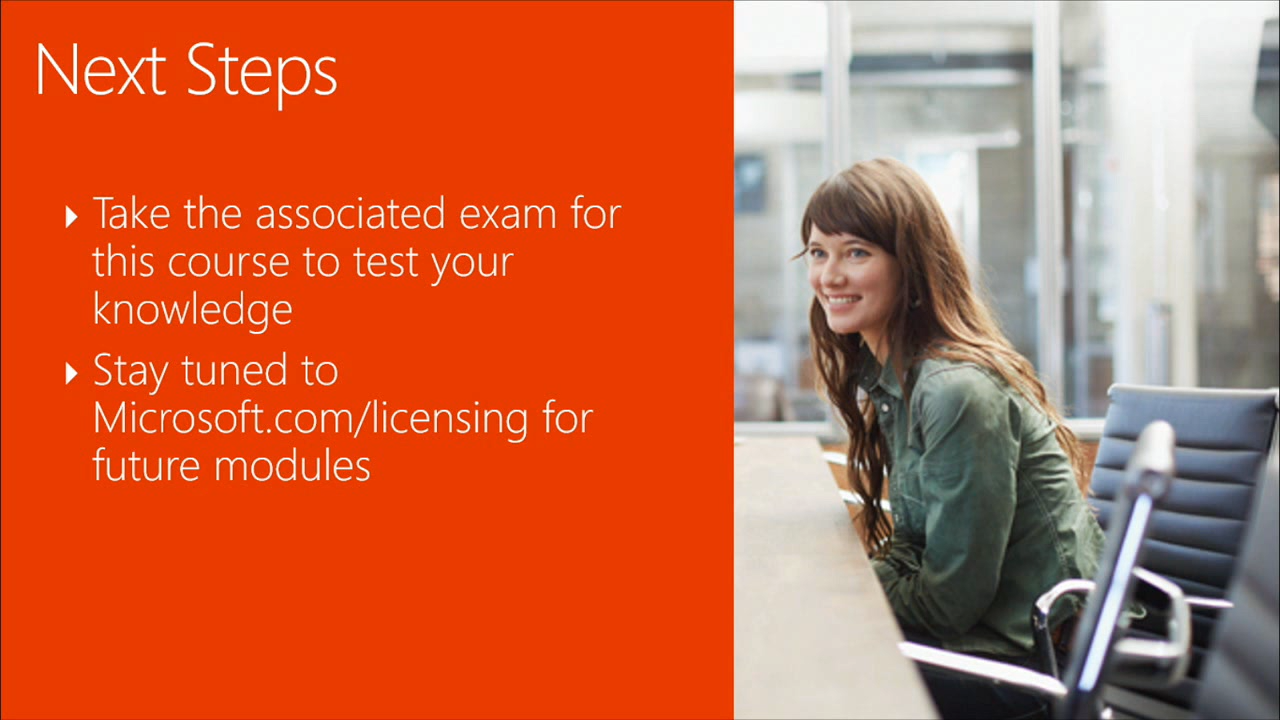 Next Steps
Take the associated exam for
this course to test your
knowledge
Stay tuned to
Microsoft.com/licensing for
future modules